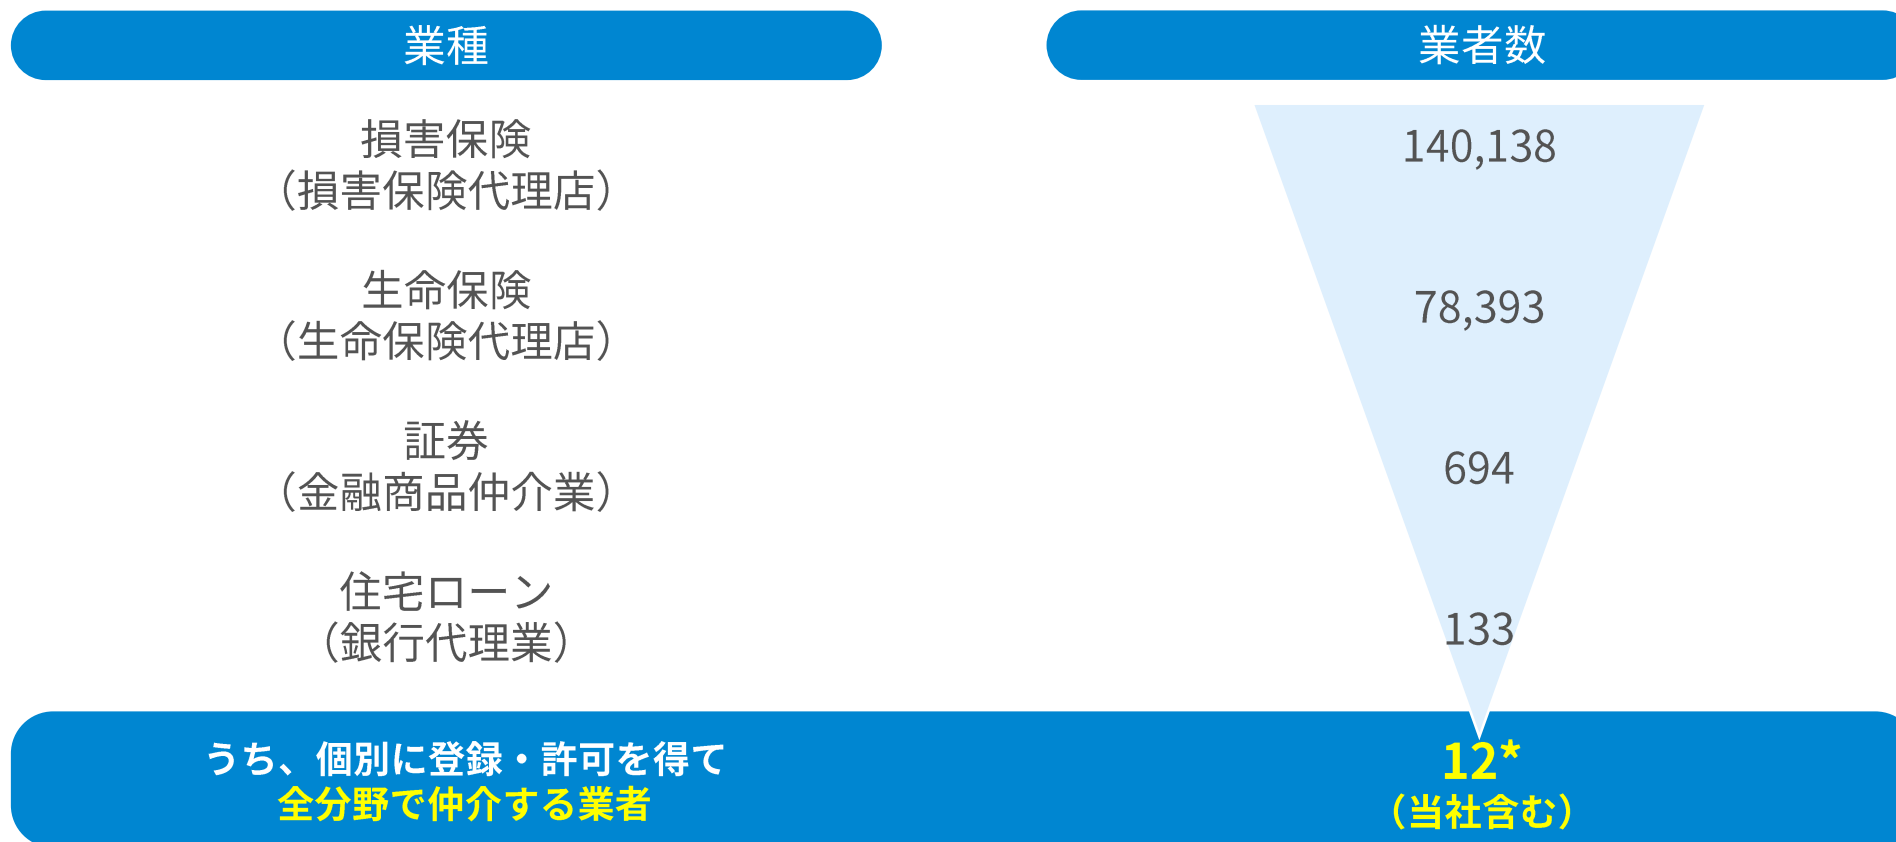 業種
業者数
損害保険
（損害保険代理店）
140,138
生命保険
（生命保険代理店）
78,393
証券
（金融商品仲介業）
694
住宅ローン
（銀行代理業）
133
うち、個別に登録・許可を得て
全分野で仲介する業者
12*
（当社含む）